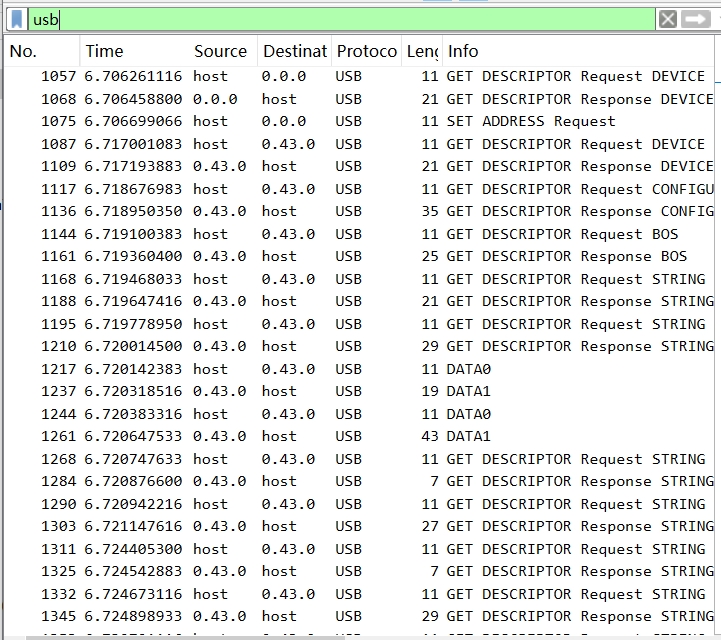 usb
No. Time Source Destinat Protoco Leng Info
1057 6.706261116 host 0.0.0 USB 11 GET DESCRIPTOR Request DEVICE
1068 6.706458800 0.0.0 host USB 21 GET DESCRIPTOR Response DEVICE
1075 6.706699066 host 0.0.0 USB 11 SET ADDRESS Request
1087 6.717001083 host 0.43.0 USB 11 GET DESCRIPTOR Request DEVICE
1109 6.717193883 0.43.0 host USB 21 GET DESCRIPTOR Response DEVICE
1117 6.718676983 host 0.43.0 USB 11 GET DESCRIPTOR Request CONFIGU
1136 6.718950350 0.43.0 host USB 35 GET DESCRIPTOR Response CONFIG
1144 6.719100383 host 0.43.0 USB 11 GET DESCRIPTOR Request BOS
1161 6.719360400 0.43.0 host USB 25 GET DESCRIPTOR Response BOS
1168 6.719468033 host 0.43.0 USB 11 GET DESCRIPTOR Request STRING
1188 6.719647416 0.43.0 host USB 21 GET DESCRIPTOR Response STRING
1195 6.719778950 host 0.43.0 USB 11 GET DESCRIPTOR Request STRING
1210 6.720014500 0.43.0 host USB 29 GET DESCRIPTOR Response STRING
1217 6.720142383 host 0.43.0 USB 11 DATA0
1237 6.720318516 0.43.0 host USB 19 DATA1
1244 6.720383316 host 0.43.0 USB 11 DATA0
1261 6.720647533 0.43.0 host USB 43 DATA1
1268 6.720747633 host 0.43.0 USB 11 GET DESCRIPTOR Request STRING
1284 6.720876600 0.43.0 host USB 7 GET DESCRIPTOR Response STRING
1290 6.720942216 host 0.43.0 USB 11 GET DESCRIPTOR Request STRING
1303 6.721147616 0.43.0 host USB 27 GET DESCRIPTOR Response STRING
1311 6.724405300 host 0.43.0 USB 11 GET DESCRIPTOR Request STRING
1325 6.724542883 0.43.0 host USB 7 GET DESCRIPTOR Response STRING
1332 6.724673116 host 0.43.0 USB 11 GET DESCRIPTOR Request STRING
1345 6.724898933 0.43.0 host USB 29 GET DESCRIPTOR Response STRING